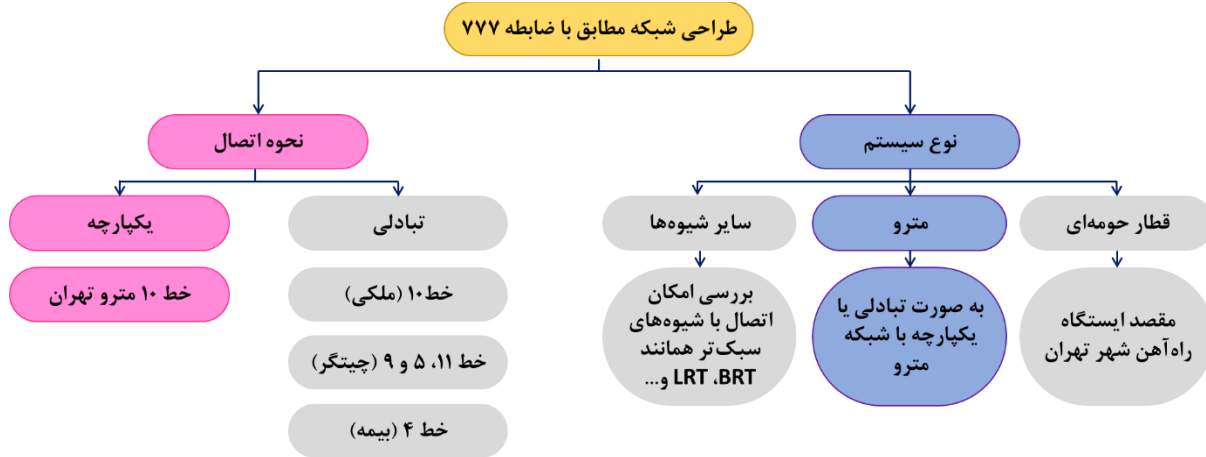 طراحی شبکه مطابق با ضابطه ۷۷۷
نوع سیستم
نحوه اتصال
قطار حومه‌ای
مترو
سایر شیوه‌ها
تبادلی
یکپارچه
مقصد ایستگاه
راه‌آهن شهر تهران
به صورت تبادلی یا
یکپارچه با شبکه
مترو
بررسی امکان
اتصال با شیوه‌های
سبک‌تر همانند
LRT ،BRT و...
خط۱۰ (ملکی)
خط ۱۱، ۵ و ۹ (چیتگر)
خط ۴ (بیمه)
خط ۱۰ مترو تهران